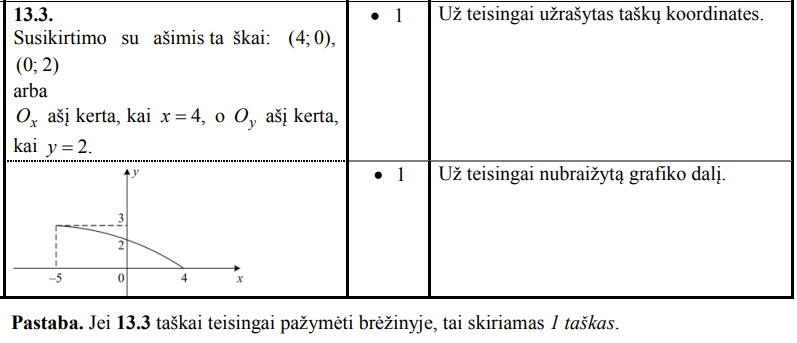 13.3.
Susikirtimo su ašimis ta škai: (4; 0),
(0; 2)
arba
Oₓ ašį kerta, kai x = 4, o O_y ašį kerta,
kai y = 2.
• 1
Už teisingai užrašytas taškų koordinates.
y
3
2
–5
0
4
x
• 1
Už teisingai nubraižytą grafiko dalį.
Pastaba. Jei 13.3 taškai teisingai pažymėti brėžinyje, tai skiriamas 1 taškas.